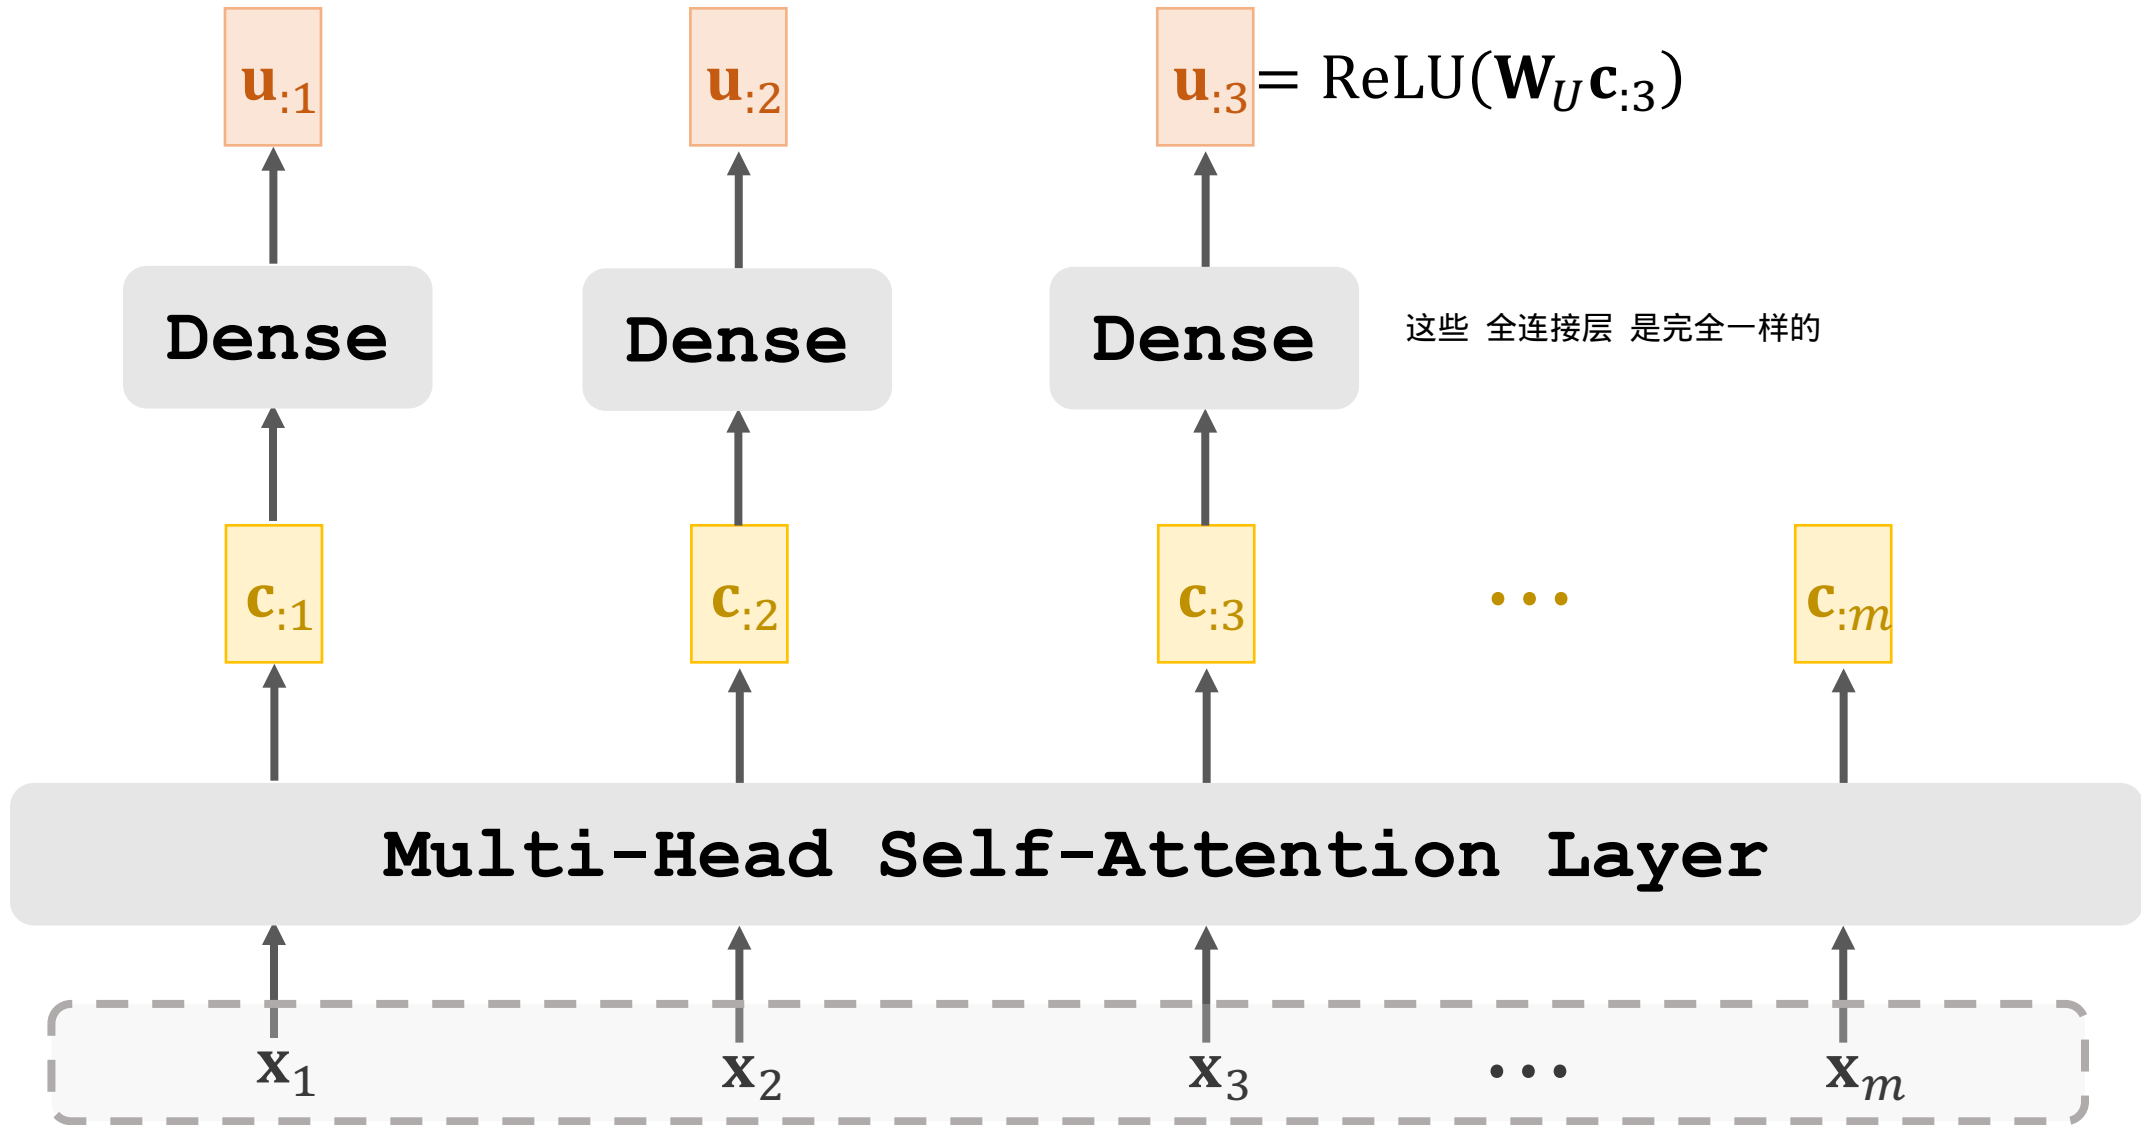 u:1 u:2 u:3 = ReLU(W_U c:3)
Dense Dense Dense 这些 全连接层 是完全一样的
c:1 c:2 c:3 ··· c:m
Multi-Head Self-Attention Layer
x1 x2 x3 ··· xm